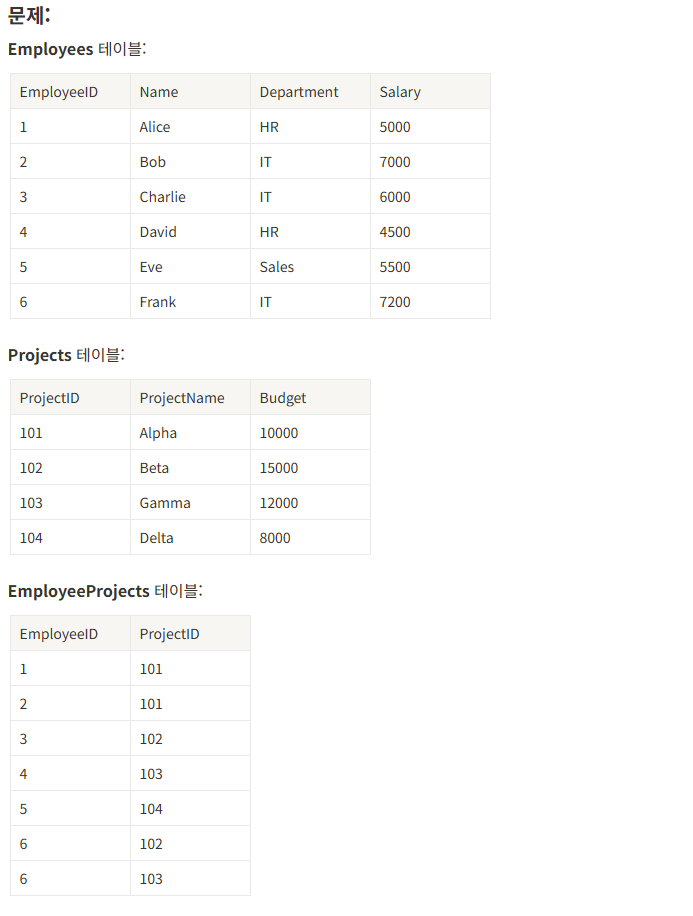 문제:
Employees 테이블:
EmployeeID Name Department Salary
1 Alice HR 5000
2 Bob IT 7000
3 Charlie IT 6000
4 David HR 4500
5 Eve Sales 5500
6 Frank IT 7200
Projects 테이블:
ProjectID ProjectName Budget
101 Alpha 10000
102 Beta 15000
103 Gamma 12000
104 Delta 8000
EmployeeProjects 테이블:
EmployeeID ProjectID
1 101
2 101
3 102
4 103
5 104
6 102
6 103